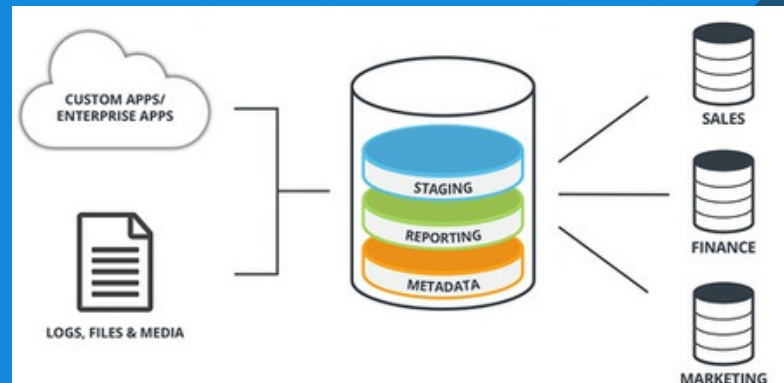 CUSTOM APPS/
ENTERPRISE APPS
LOGS, FILES & MEDIA
STAGING
REPORTING
METADATA
SALES
FINANCE
MARKETING